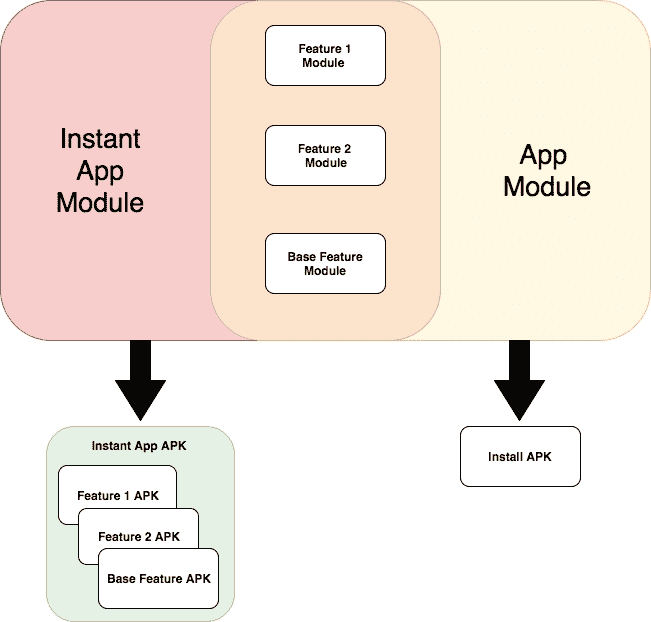 Feature 1
Module
Instant
App
Module
Feature 2
Module
App
Module
Base Feature
Module
Instant App APK
Feature 1 APK
Feature 2 APK
Base Feature APK
Install APK